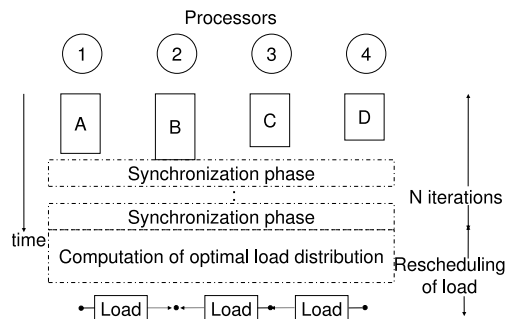 Processors
1 2 3 4
A B C D
Synchronization phase
N iterations
Synchronization phase
time
Computation of optimal load distribution
Rescheduling
of load
Load Load Load